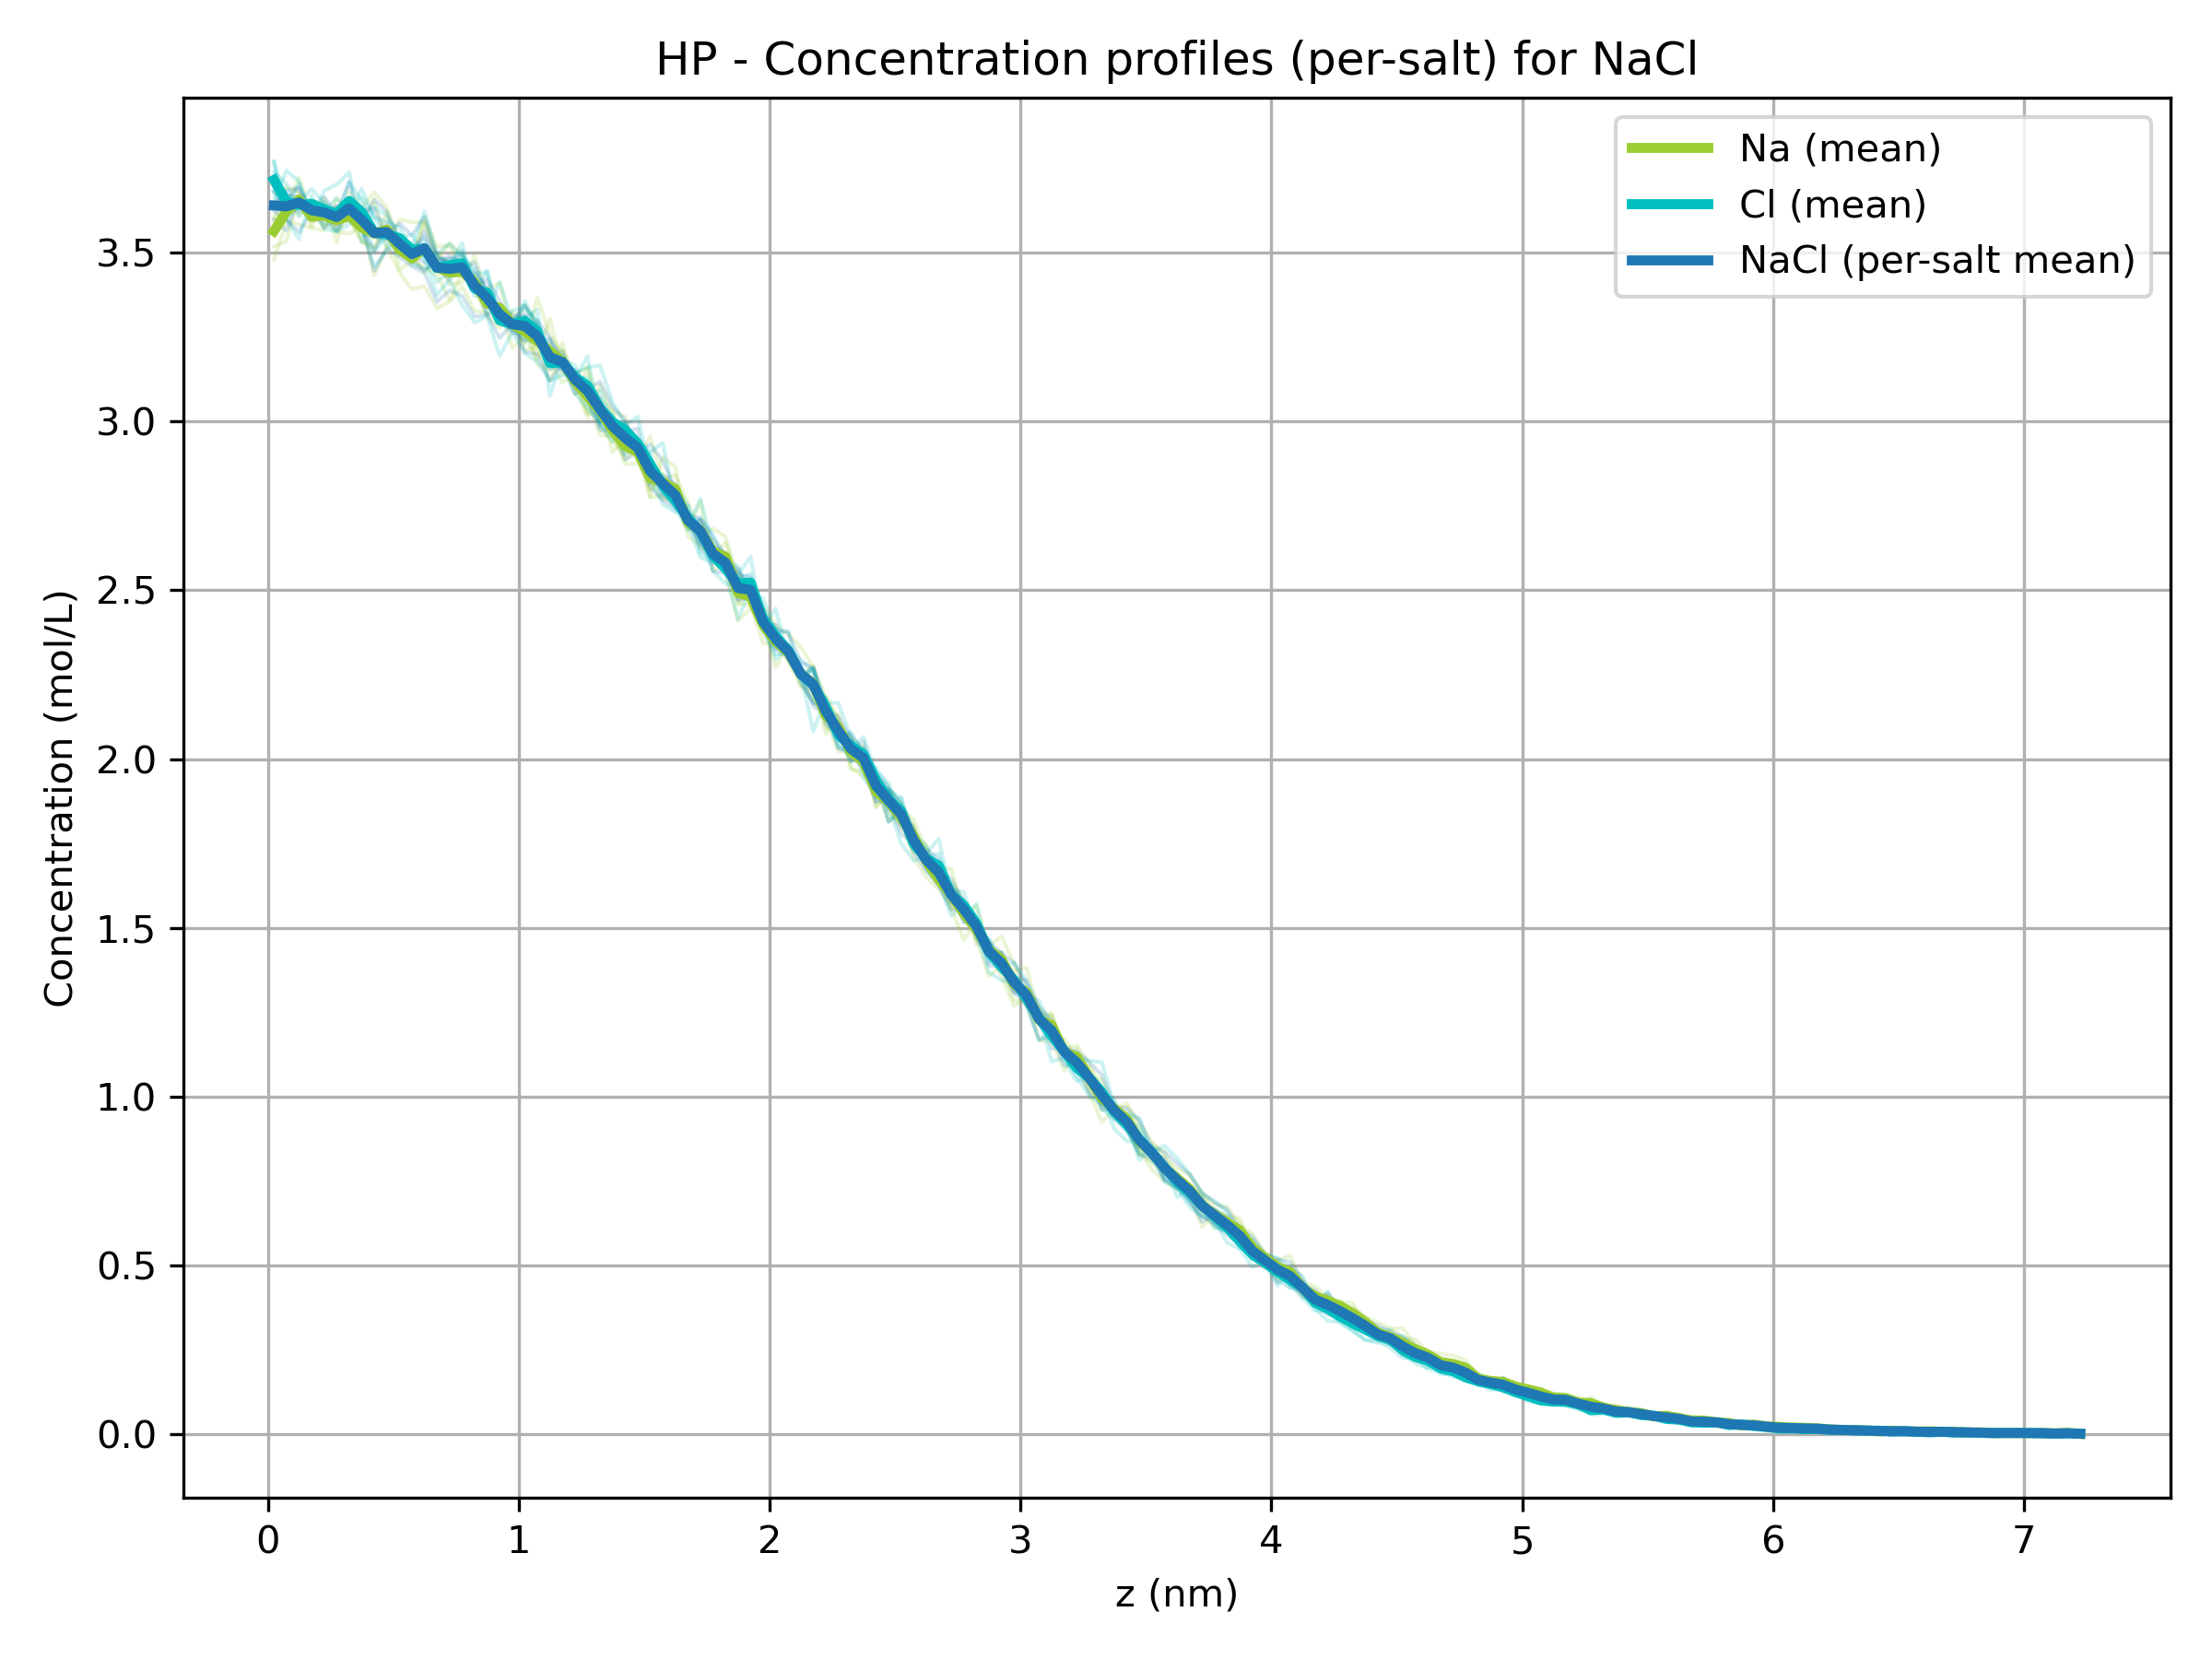 HP - Concentration profiles (per-salt) for NaCl
Na (mean)
Cl (mean)
NaCl (per-salt mean)
Concentration (mol/L)
3.5
3.0
2.5
2.0
1.5
1.0
0.5
0.0
0 1 2 3 4 5 6 7
z (nm)